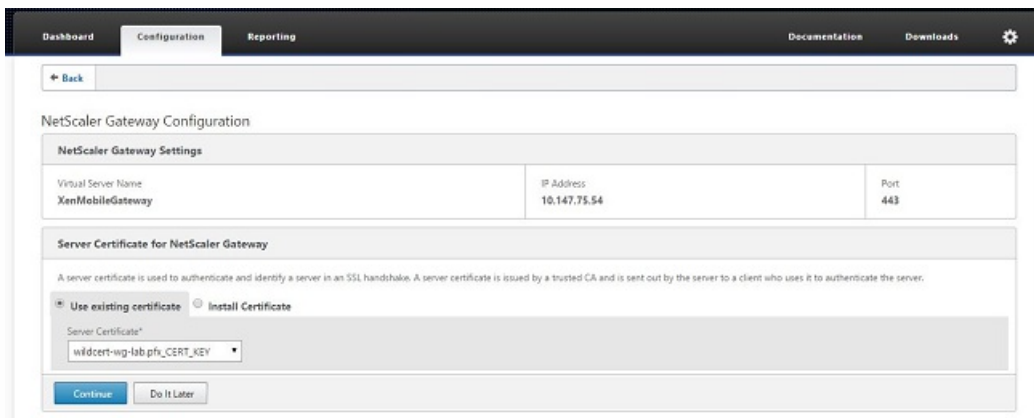 Dashboard Configuration Reporting Documentation Downloads
Back
NetScaler Gateway Configuration
NetScaler Gateway Settings
Virtual Server Name IP Address Port
XenMobileGateway 10.147.75.54 443
Server Certificate for NetScaler Gateway
A server certificate is used to authenticate and identify a server in an SSL handshake. A server certificate is issued by a trusted CA and is sent out by the server to a client who uses it to authenticate the server.
Use existing certificate Install Certificate
Server Certificate*
wildcert-wg-lab.pfx_CERT_KEY
Continue Do It Later